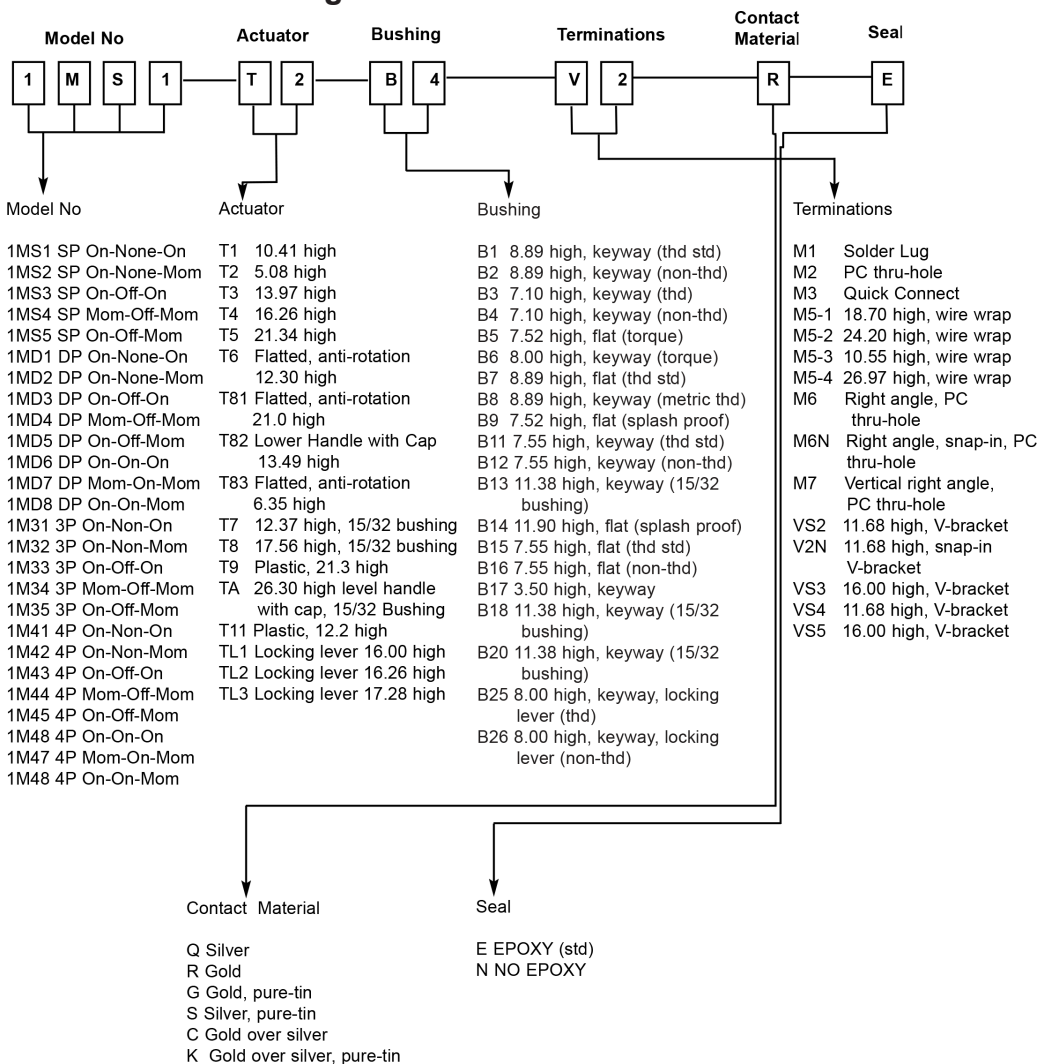 Model No
Actuator
Bushing
Terminations
Contact
Material
Seal
1 M S 1 T 2 B 4 V 2 R E
Model No
1MS1 SP On-None-On
1MS2 SP On-None-Mom
1MS3 SP On-Off-On
1MS4 SP Mom-Off-Mom
1MS5 SP On-Off-Mom
1MD1 DP On-None-On
1MD2 DP On-None-Mom
1MD3 DP On-Off-On
1MD4 DP Mom-Off-Mom
1MD5 DP On-Off-Mom
1MD6 DP On-On-On
1MD7 DP Mom-On-Mom
1MD8 DP On-On-Mom
1M31 3P On-Non-On
1M32 3P On-Non-Mom
1M33 3P On-Off-On
1M34 3P Mom-Off-Mom
1M35 3P On-Off-Mom
1M41 4P On-Non-On
1M42 4P On-Non-Mom
1M43 4P On-Off-On
1M44 4P Mom-Off-Mom
1M45 4P On-Off-Mom
1M48 4P On-On-On
1M47 4P Mom-On-Mom
1M48 4P On-On-Mom
Actuator
T1 10.41 high
T2 5.08 high
T3 13.97 high
T4 16.26 high
T5 21.34 high
T6 Flatted, anti-rotation
12.30 high
T81 Flatted, anti-rotation
21.0 high
T82 Lower Handle with Cap
13.49 high
T83 Flatted, anti-rotation
6.35 high
T7 12.37 high, 15/32 bushing
T8 17.56 high, 15/32 bushing
T9 Plastic, 21.3 high
TA 26.30 high level handle
with cap, 15/32 Bushing
T11 Plastic, 12.2 high
TL1 Locking lever 16.00 high
TL2 Locking lever 16.26 high
TL3 Locking lever 17.28 high
Bushing
B1 8.89 high, keyway (thd std)
B2 8.89 high, keyway (non-thd)
B3 7.10 high, keyway (thd)
B4 7.10 high, keyway (non-thd)
B5 7.52 high, flat (torque)
B6 8.00 high, keyway (torque)
B7 8.89 high, flat (thd std)
B8 8.89 high, keyway (metric thd)
B9 7.52 high, flat (splash proof)
B11 7.55 high, keyway (thd std)
B12 7.55 high, keyway (non-thd)
B13 11.38 high, keyway (15/32
bushing)
B14 11.90 high, flat (splash proof)
B15 7.55 high, flat (thd std)
B16 7.55 high, flat (non-thd)
B17 3.50 high, keyway
B18 11.38 high, keyway (15/32
bushing)
B20 11.38 high, keyway (15/32
bushing)
B25 8.00 high, keyway, locking
lever (thd)
B26 8.00 high, keyway, locking
lever (non-thd)
Terminations
M1 Solder Lug
M2 PC thru-hole
M3 Quick Connect
M5-1 18.70 high, wire wrap
M5-2 24.20 high, wire wrap
M5-3 10.55 high, wire wrap
M5-4 26.97 high, wire wrap
M6 Right angle, PC
thru-hole
M6N Right angle, snap-in, PC
thru-hole
M7 Vertical right angle,
PC thru-hole
VS2 11.68 high, V-bracket
V2N 11.68 high, snap-in
V-bracket
VS3 16.00 high, V-bracket
VS4 11.68 high, V-bracket
VS5 16.00 high, V-bracket
Contact Material
Q Silver
R Gold
G Gold, pure-tin
S Silver, pure-tin
C Gold over silver
K Gold over silver, pure-tin
Seal
E EPOXY (std)
N NO EPOXY